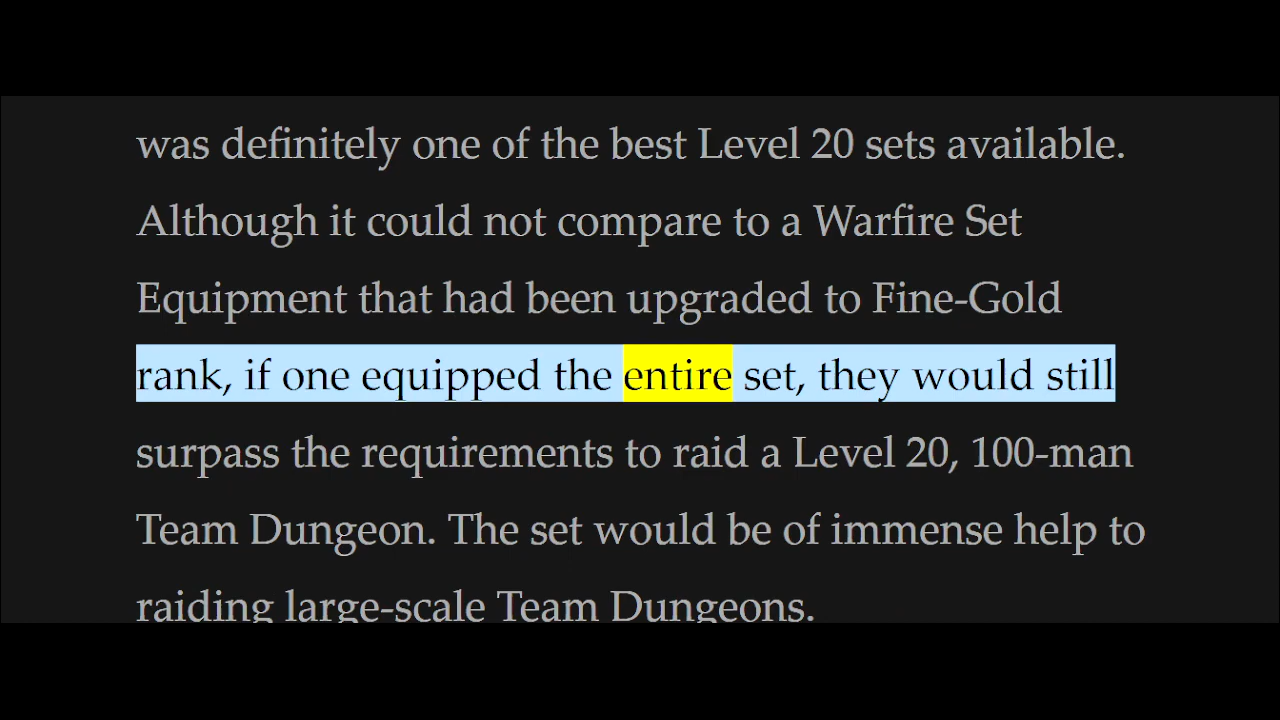 was definitely one of the best Level 20 sets available.
Although it could not compare to a Warfire Set
Equipment that had been upgraded to Fine-Gold
rank, if one equipped the entire set, they would still
surpass the requirements to raid a Level 20, 100-man
Team Dungeon. The set would be of immense help to
raiding large-scale Team Dungeons.